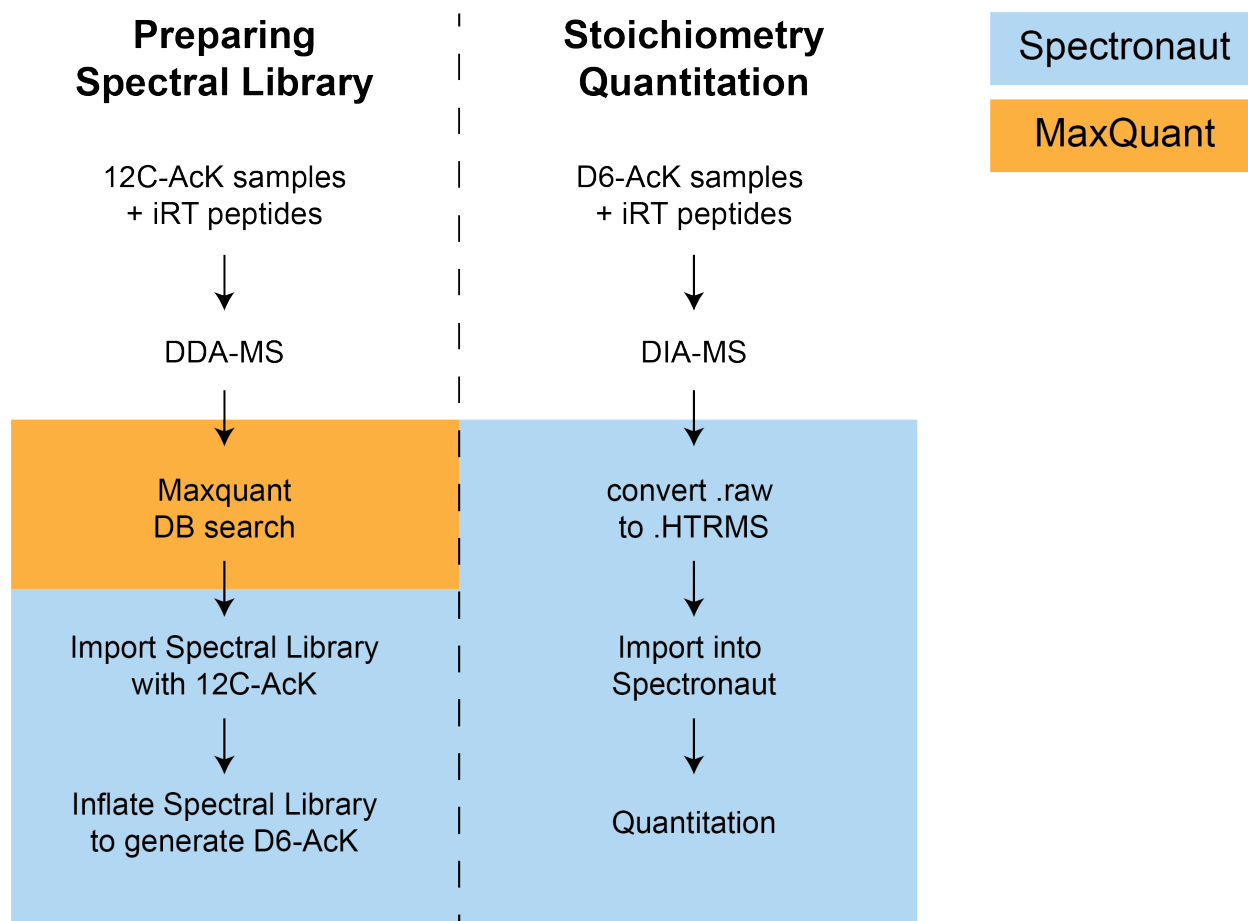 Preparing
Spectral Library
12C-AcK samples
+ iRT peptides
DDA-MS
Maxquant
DB search
Import Spectral Library
with 12C-AcK
Inflate Spectral Library
to generate D6-AcK
Stoichiometry
Quantitation
D6-AcK samples
+ iRT peptides
DIA-MS
convert .raw
to .HTRMS
Import into
Spectronaut
Quantitation
Spectronaut
MaxQuant